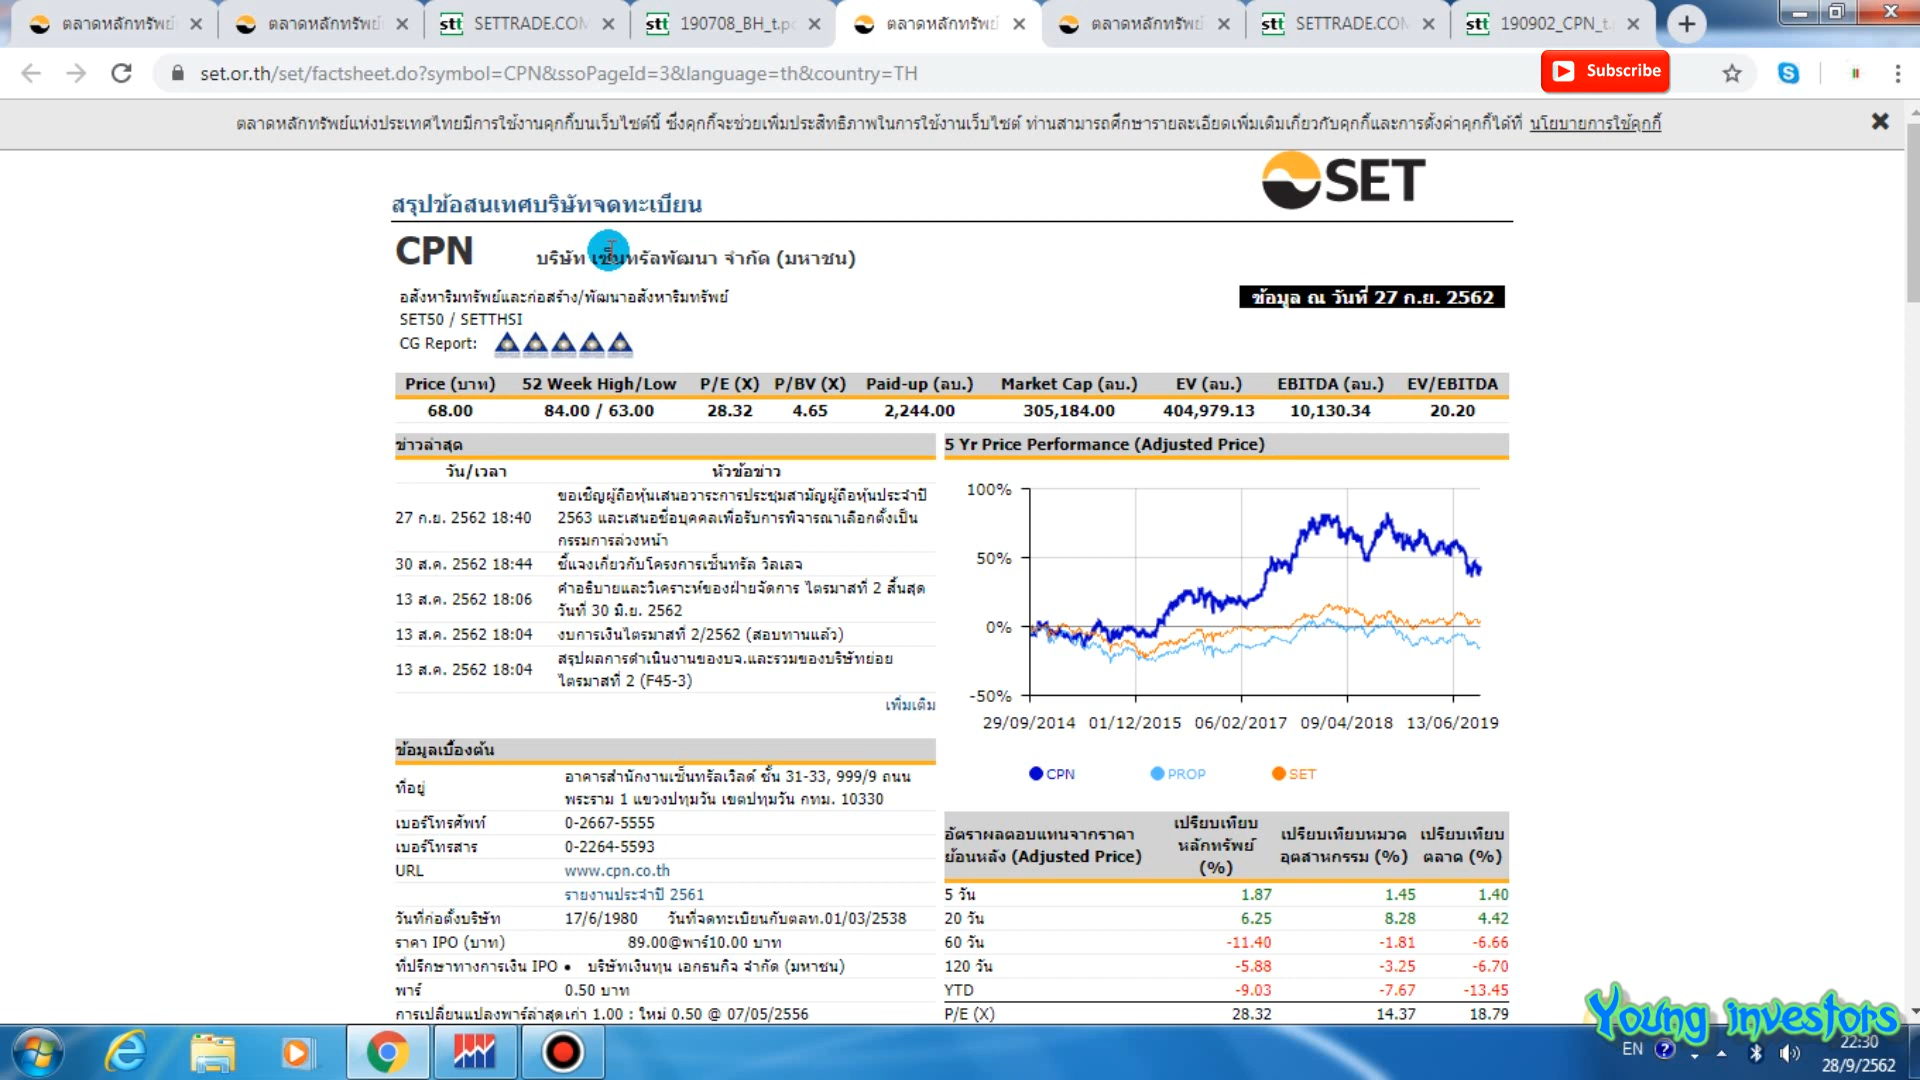 ตลาดหลักทรัพย์ ตลาดหลักทรัพย์ SETTRADE.COM 190708_BH_t.pd ตลาดหลักทรัพย์ ตลาดหลักทรัพย์ SETTRADE.COM 190902_CPN_t.
set.or.th/set/factsheet.do?symbol=CPN&ssoPageId=3&language=th&country=TH
Subscribe
ตลาดหลักทรัพย์แห่งประเทศไทยมีการใช้งานคุกกี้บนเว็บไซต์นี้ ซึ่งคุกกี้จะช่วยเพิ่มประสิทธิภาพในการใช้งานเว็บไซต์ ท่านสามารถศึกษารายละเอียดเพิ่มเติมเกี่ยวกับคุกกี้และการตั้งค่าคุกกี้ได้ที่ นโยบายการใช้คุกกี้
SET
สรุปข้อสนเทศบริษัทจดทะเบียน
CPN บริษัท เซ็นทรัลพัฒนา จำกัด (มหาชน)
อสังหาริมทรัพย์และก่อสร้าง/พัฒนาอสังหาริมทรัพย์
ข้อมูล ณ วันที่ 27 ก.ย. 2562
SET50 / SETTHSI
CG Report:
Price (บาท) 52 Week High/Low P/E (X) P/BV (X) Paid-up (ลบ.) Market Cap (ลบ.) EV (ลบ.) EBITDA (ลบ.) EV/EBITDA
68.00 84.00 / 63.00 28.32 4.65 2,244.00 305,184.00 404,979.13 10,130.34 20.20
ข่าวล่าสุด
วัน/เวลา หัวข้อข่าว
27 ก.ย. 2562 18:40 ขอเชิญผู้ถือหุ้นเสนอวาระการประชุมสามัญผู้ถือหุ้นประจำปี
2563 และเสนอชื่อบุคคลเพื่อรับการพิจารณาเลือกตั้งเป็น
กรรมการล่วงหน้า
30 ส.ค. 2562 18:44 ชี้แจงเกี่ยวกับโครงการเซ็นทรัล วิลเลจ
13 ส.ค. 2562 18:06 คำอธิบายและวิเคราะห์ของฝ่ายจัดการ ไตรมาสที่ 2 สิ้นสุด
วันที่ 30 มิ.ย. 2562
13 ส.ค. 2562 18:04 งบการเงินไตรมาสที่ 2/2562 (สอบทานแล้ว)
13 ส.ค. 2562 18:04 สรุปผลการดำเนินงานของบจ.และรวมของบริษัทย่อย
ไตรมาสที่ 2 (F45-3)
เพิ่มเติม
5 Yr Price Performance (Adjusted Price)
100%
50%
0%
-50%
29/09/2014 01/12/2015 06/02/2017 09/04/2018 13/06/2019
CPN PROP SET
ข้อมูลเบื้องต้น
ที่อยู่ อาคารสำนักงานเซ็นทรัลเวิลด์ ชั้น 31-33, 999/9 ถนน
พระราม 1 แขวงปทุมวัน เขตปทุมวัน กทม. 10330
เบอร์โทรศัพท์ 0-2667-5555
เบอร์โทรสาร 0-2264-5593
URL www.cpn.co.th
รายงานประจำปี 2561
วันที่ก่อตั้งบริษัท 17/6/1980 วันที่จดทะเบียนกับตลท.01/03/2538
ราคา IPO (บาท) 89.00@พาร์10.00 บาท
ที่ปรึกษาทางการเงิน IPO • บริษัทเงินทุน เอกธนกิจ จำกัด (มหาชน)
พาร์ 0.50 บาท
การเปลี่ยนแปลงพาร์ล่าสุดเก่า 1.00 : ใหม่ 0.50 @ 07/05/2556
อัตราผลตอบแทนจากราคา
ย้อนหลัง (Adjusted Price)
เปรียบเทียบ
หลักทรัพย์
(%)
เปรียบเทียบหมวด
อุตสาหกรรม (%)
เปรียบเทียบ
ตลาด (%)
5 วัน 1.87 1.45 1.40
20 วัน 6.25 8.28 4.42
60 วัน -11.40 -1.81 -6.66
120 วัน -5.88 -3.25 -6.70
YTD -9.03 -7.67 -13.45
P/E (X) 28.32 14.37 18.79
Young investors
EN 22:30
28/9/2562